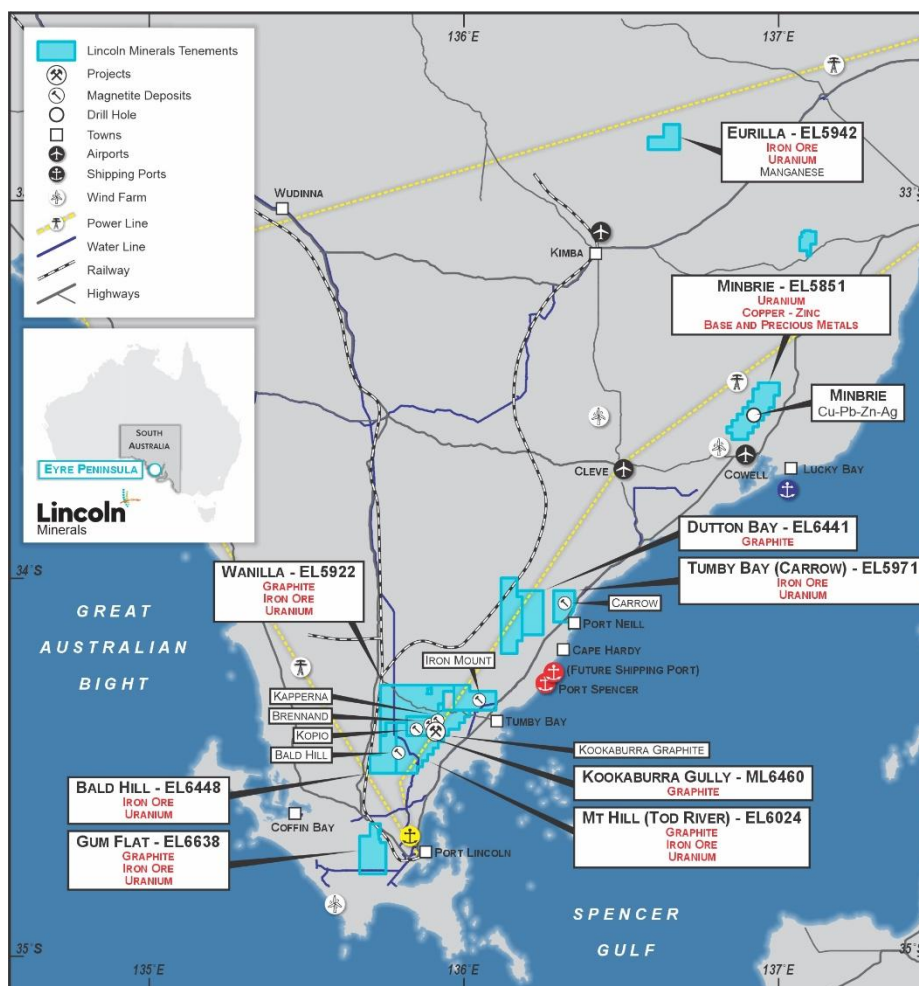 135°E
136°E
137°E
Lincoln Minerals Tenements
Projects
Magnetite Deposits
Drill Hole
Towns
Airports
Shipping Ports
Wind Farm
Power Line
Water Line
Railway
Highways
SOUTH
AUSTRALIA
EYRE PENINSULA
Lincoln
Minerals
WUDINNA
KIMBA
33°S
EURILLA - EL5942
IRON ORE
URANIUM
MANGANESE
MINBRIE - EL5851
URANIUM
COPPER - ZINC
BASE AND PRECIOUS METALS
MINBRIE
Cu-Pb-Zn-Ag
CLEVE
COWELL
LUCKY BAY
DUTTON BAY - EL6441
GRAPHITE
TUMBY BAY (CARROW) - EL5971
IRON ORE
URANIUM
34°S
34°S
WANILLA - EL5922
GRAPHITE
IRON ORE
URANIUM
CARROW
PORT NEILL
CAPE HARDY
(FUTURE SHIPPING PORT)
PORT SPENCER
GREAT
AUSTRALIAN
BIGHT
IRON MOUNT
KAPPERNA
BRENNAND
KOPIO
BALD HILL
TUMBY BAY
KOOKABURRA GRAPHITE
KOOKABURRA GULLY - ML6460
GRAPHITE
BALD HILL - EL6448
IRON ORE
URANIUM
MT HILL (TOD RIVER) - EL6024
GRAPHITE
IRON ORE
URANIUM
COFFIN BAY
GUM FLAT - EL6638
GRAPHITE
IRON ORE
URANIUM
PORT LINCOLN
SPENCER
GULF
35°S
35°S
135°E
136°E
137°E